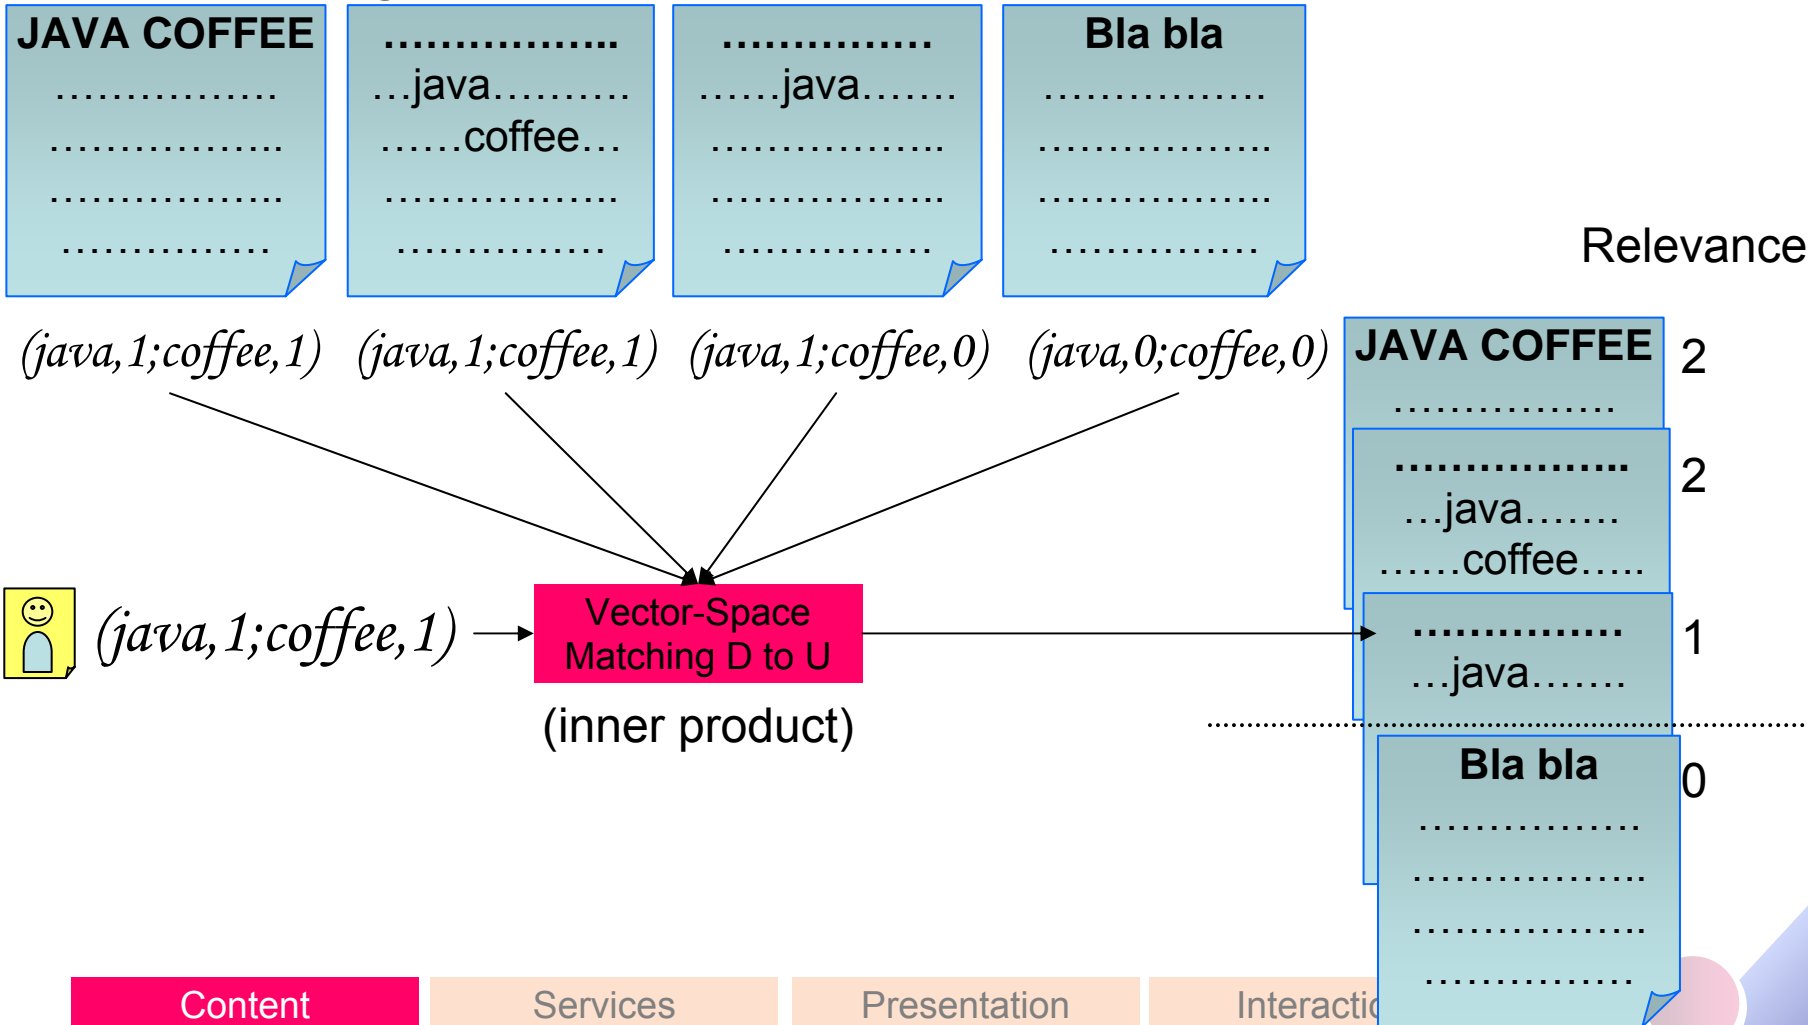 JAVA COFFEE
…………….
……………..
……………..
……………
……………..
…java……….
……coffee…
……………..
……………
……………
……java…….
……………..
……………..
……………
Bla bla
…………….
……………..
……………..
……………
Relevance
(java,1;coffee,1)
(java,1;coffee,1)
(java,1;coffee,0)
(java,0;coffee,0)
JAVA COFFEE
2
…………….
……………..
2
…java…….
……coffee…..
(java,1;coffee,1)
Vector-Space
Matching D to U
(inner product)
……………
1
…java…….
Bla bla
0
…………….
……………..
……………..
……………
Content
Services
Presentation